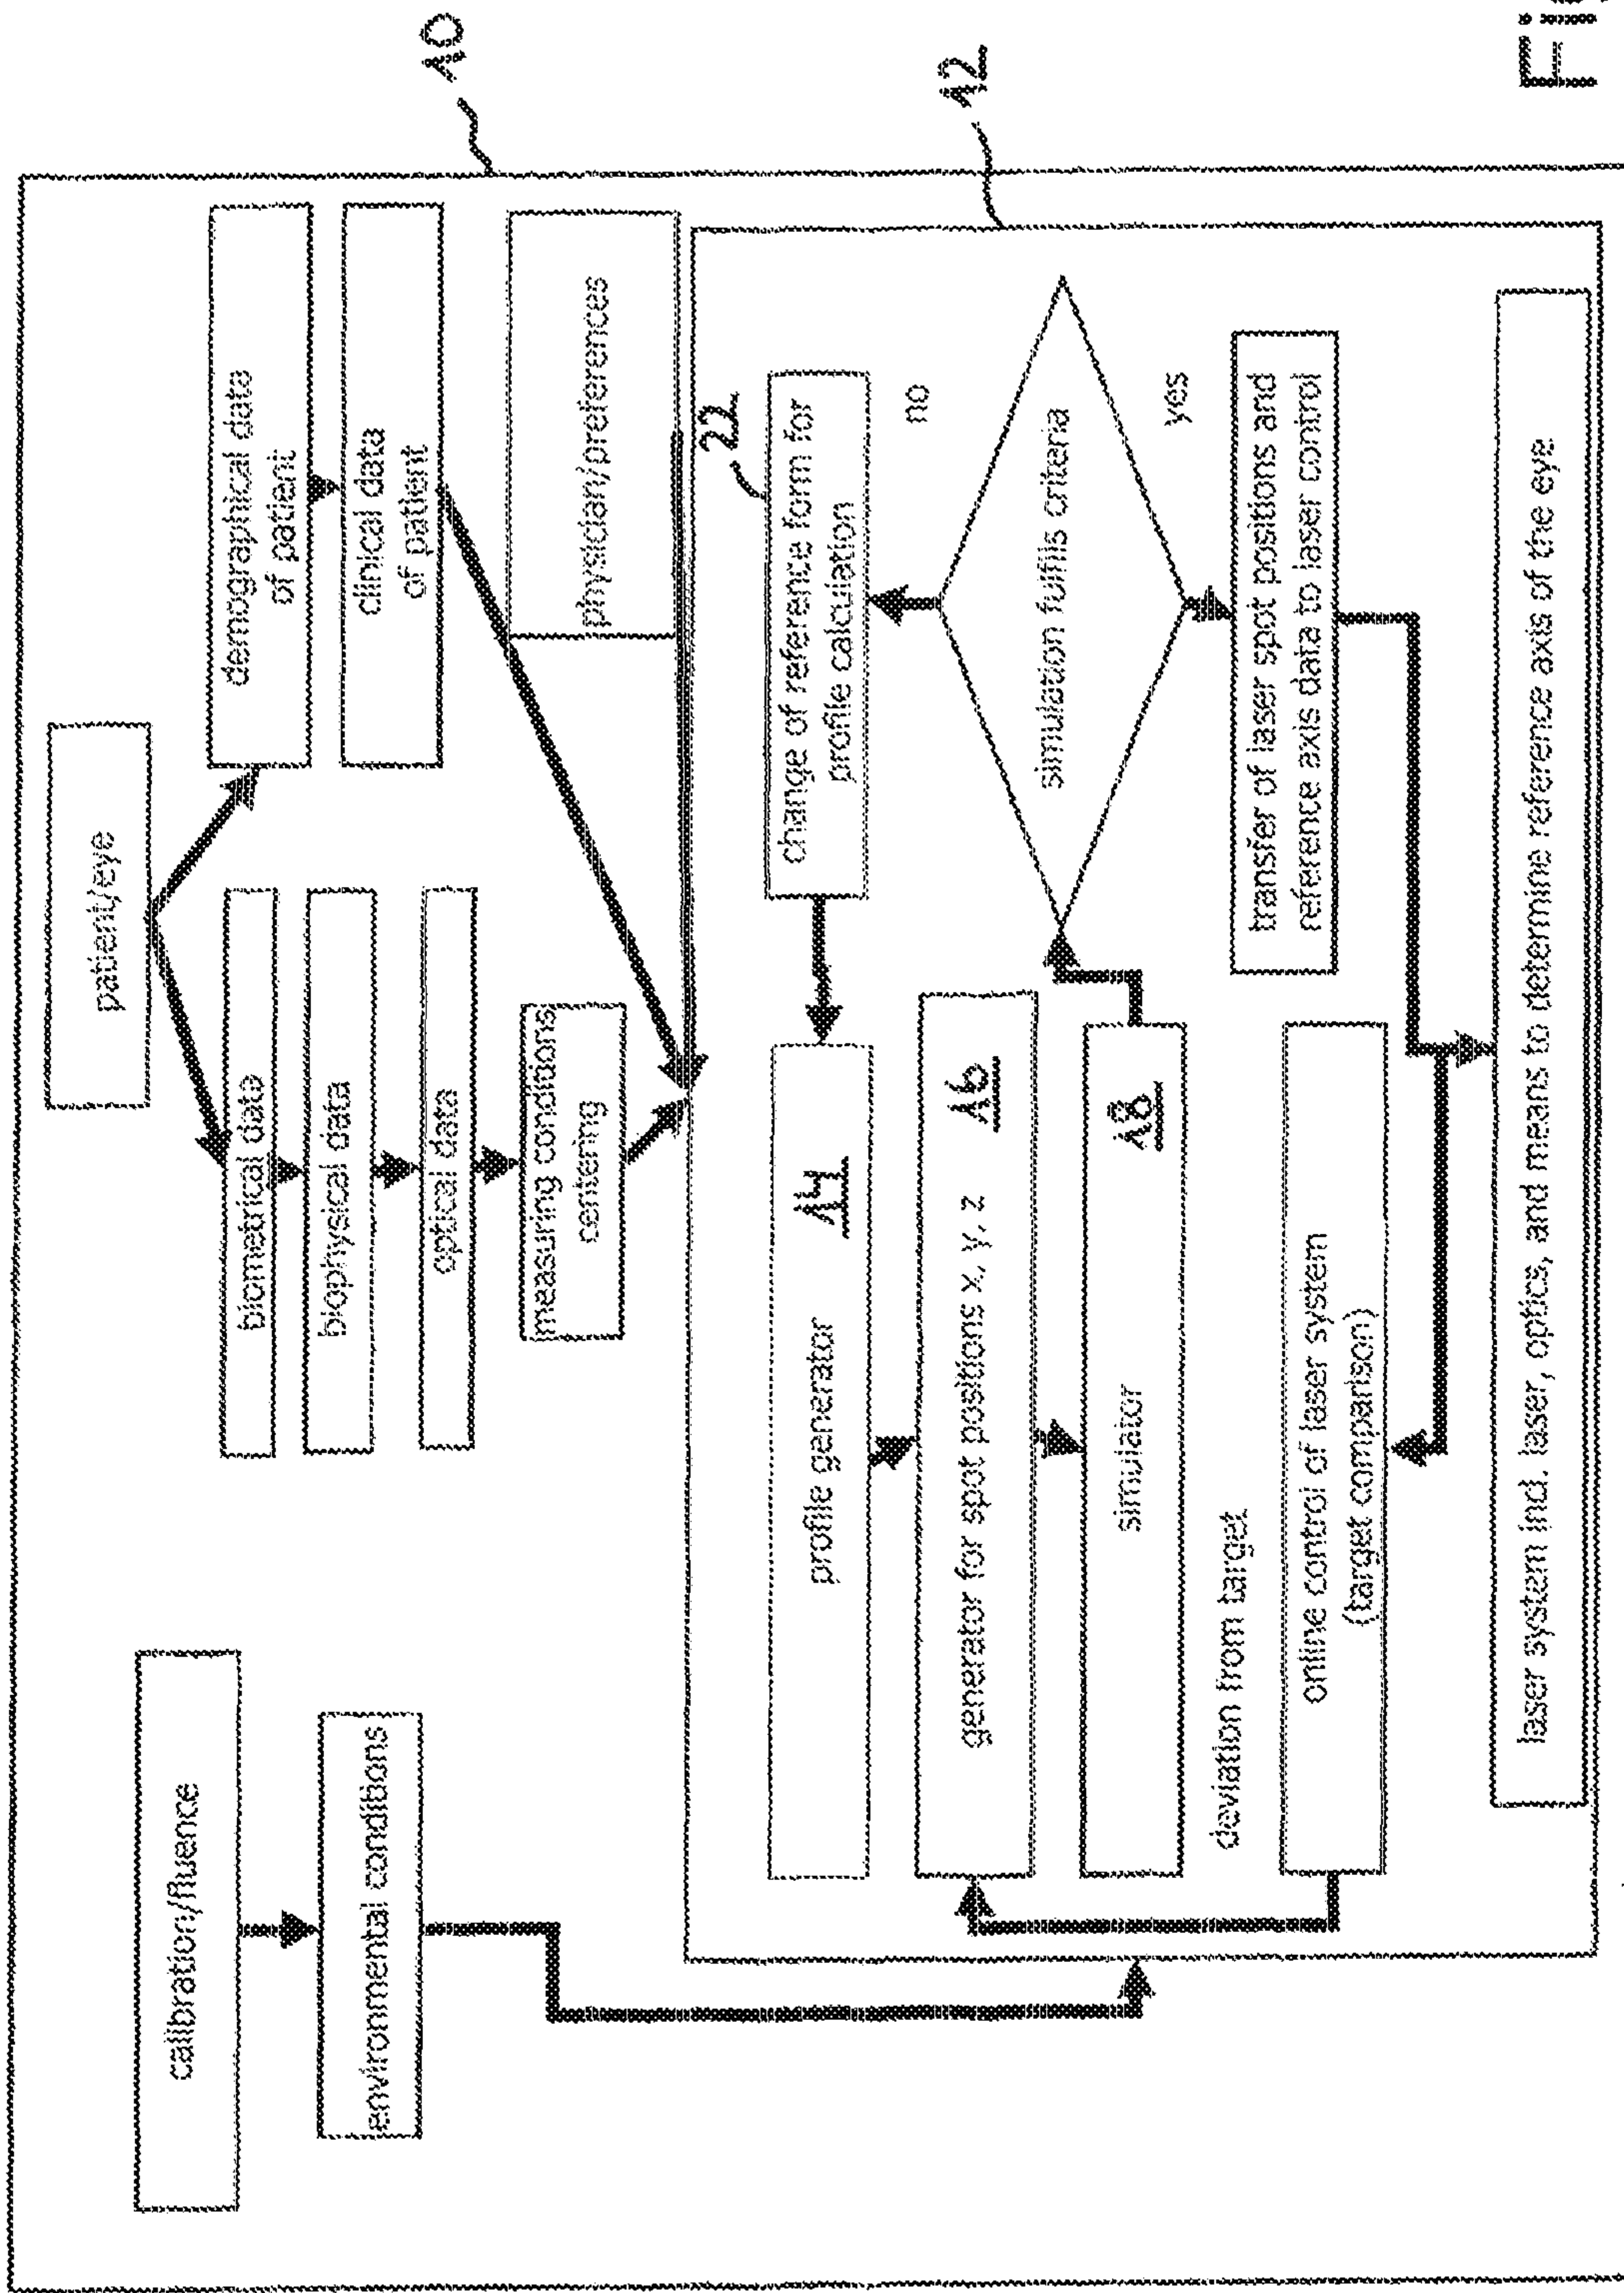 10
patient/eye
calibration/fluence
demographical date
of patient
biometrical date
environmental conditions
biophysical data
clinical data
of patient
optical data
measuring conditions
centering
physician/preferences
12
22
profile generator
14
change of reference form for
profile calculation
no
generator for spot positions x, y, z
16
simulation fulfils criteria
simulator
18
yes
deviation from target
transfer of laser spot positions and
reference axis data to laser control
online control of laser system
(target comparison)
laser system incl. laser, optics, and means to determine reference axis of the eye